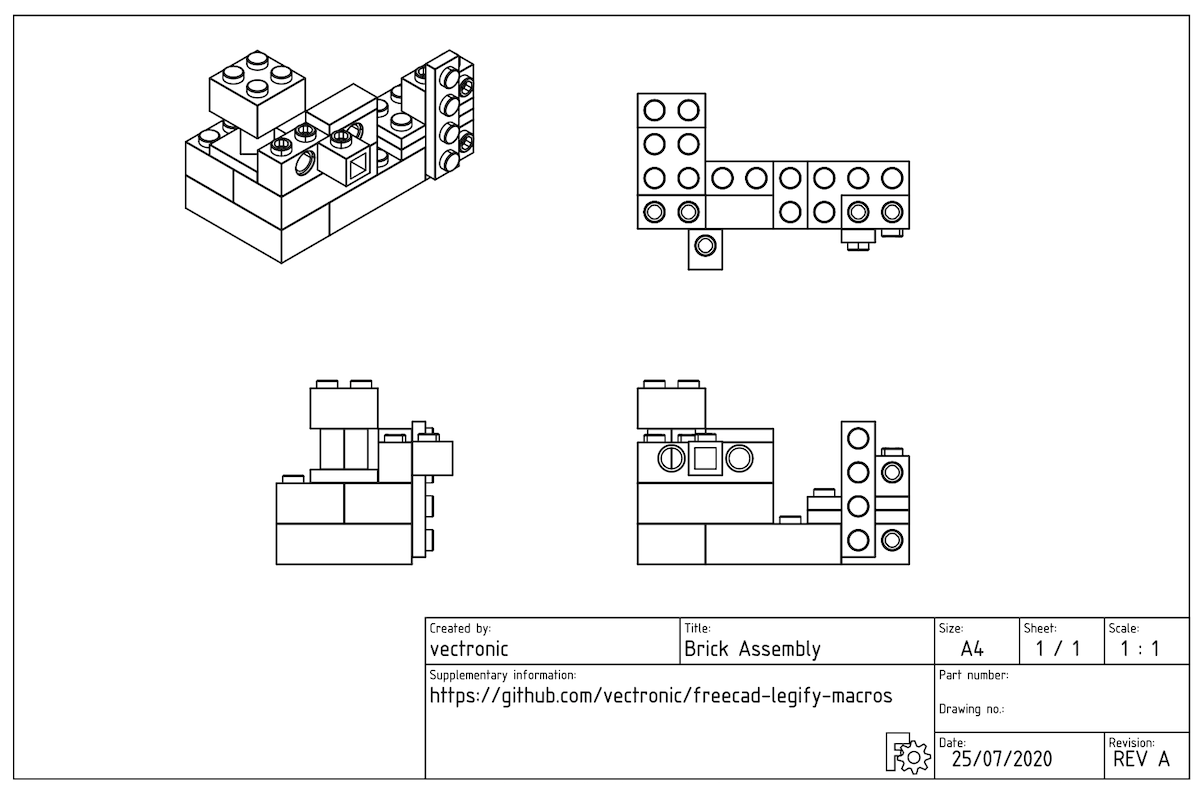 Created by:
vectronic
Title:
Brick Assembly
Size:
A4
Sheet:
1 / 1
Scale:
1 : 1
Supplementary information:
https://github.com/vectronic/freecad-legify-macros
Part number:
Drawing no.:
Date:
25/07/2020
Revision:
REV A